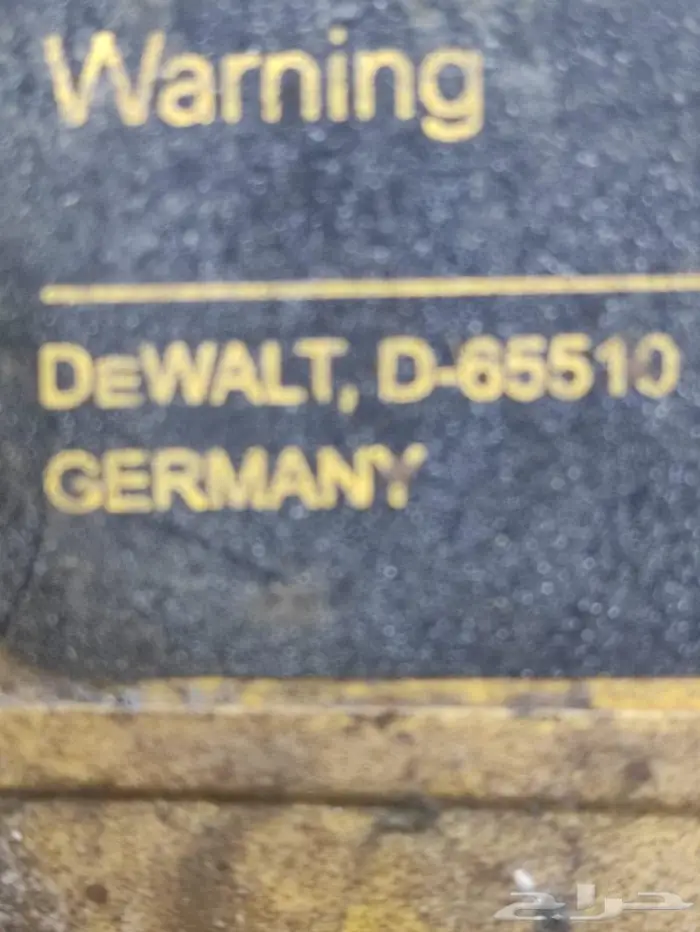 Warning
DEWALT, D-65510
GERMANY
حراج